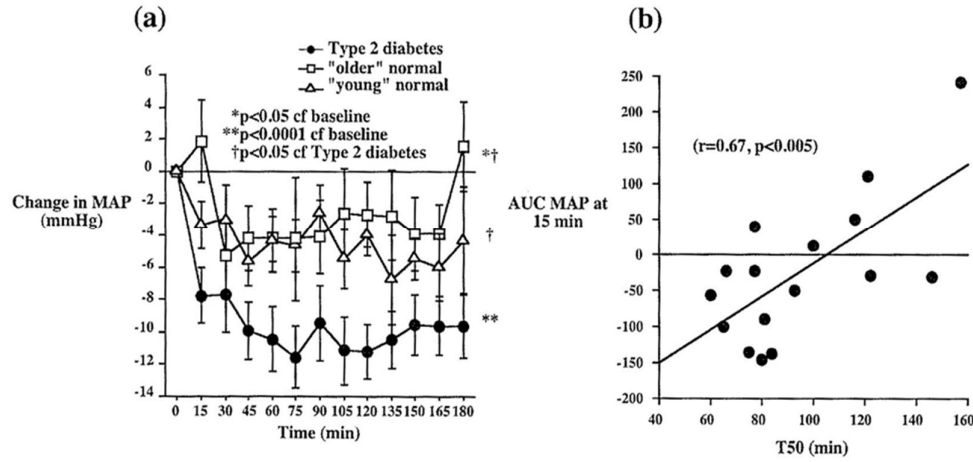 (a)
Type 2 diabetes
"older" normal
"young" normal
*p<0.05 cf baseline
**p<0.0001 cf baseline
†p<0.05 cf Type 2 diabetes
6
4
2
0
-2
-4
-6
-8
-10
-12
-14
Change in MAP
(mmHg)
*†
†
**
0 15 30 45 60 75 90 105 120 135 150 165 180
Time (min)
(b)
250
200
150
100
50
0
-50
-100
-150
-200
AUC MAP at
15 min
(r=0.67, p<0.005)
40 60 80 100 120 140 160
T50 (min)